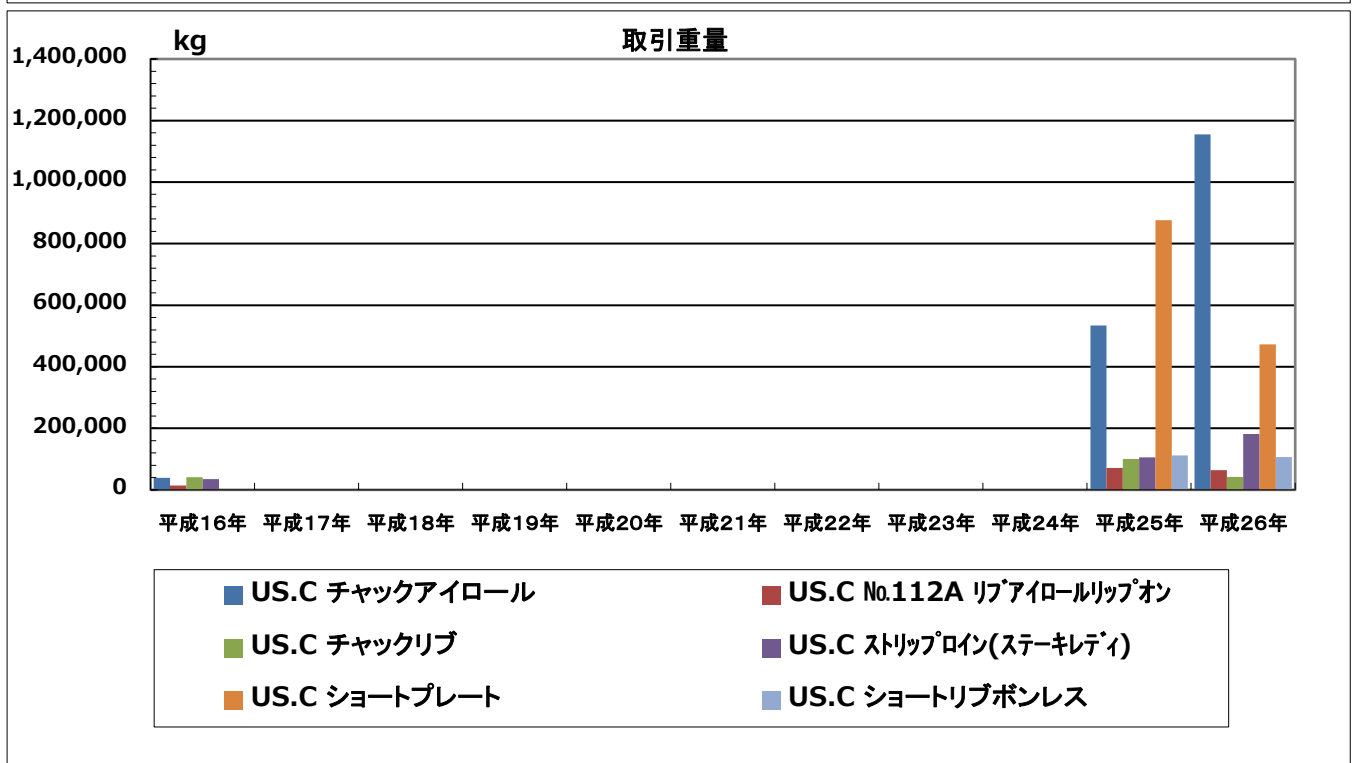 kg 取引重量
1,400,000
1,200,000
1,000,000
800,000
600,000
400,000
200,000
0
平成16年 平成17年 平成18年 平成19年 平成20年 平成21年 平成22年 平成23年 平成24年 平成25年 平成26年
US.C チャックアイロール US.C №112A リブアイロールリップオン
US.C チャックリブ US.C ストリップロイン(ステーキレディ)
US.C ショートプレート US.C ショートリブボンレス